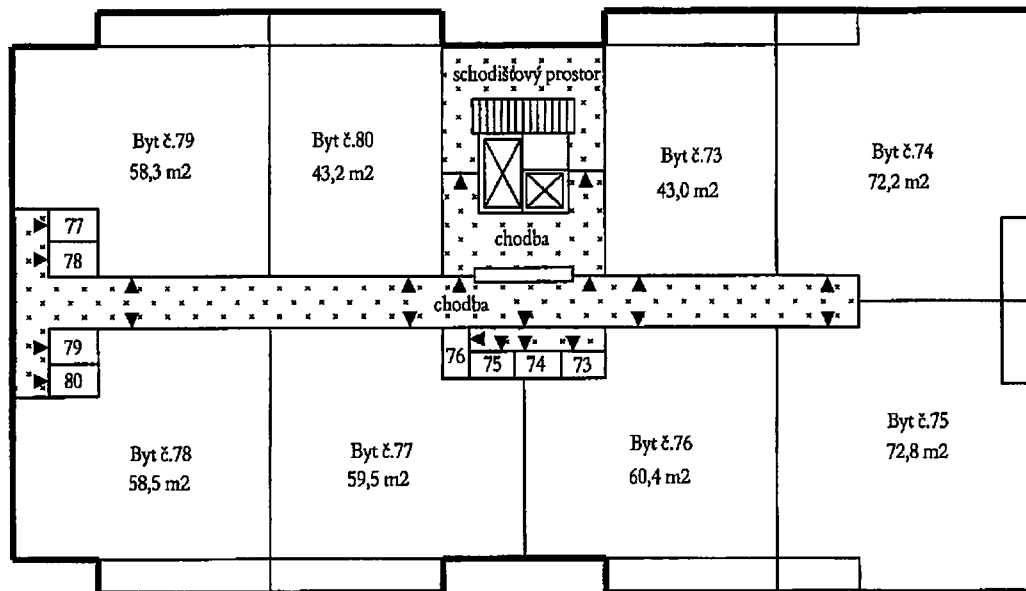 schodišťový prostor
Byt č.79
58,3 m2
Byt č.80
43,2 m2
Byt č.73
43,0 m2
Byt č.74
72,2 m2
77
78
chodba
chodba
79
80
76
75
74
73
Byt č.78
58,5 m2
Byt č.77
59,5 m2
Byt č.76
60,4 m2
Byt č.75
72,8 m2